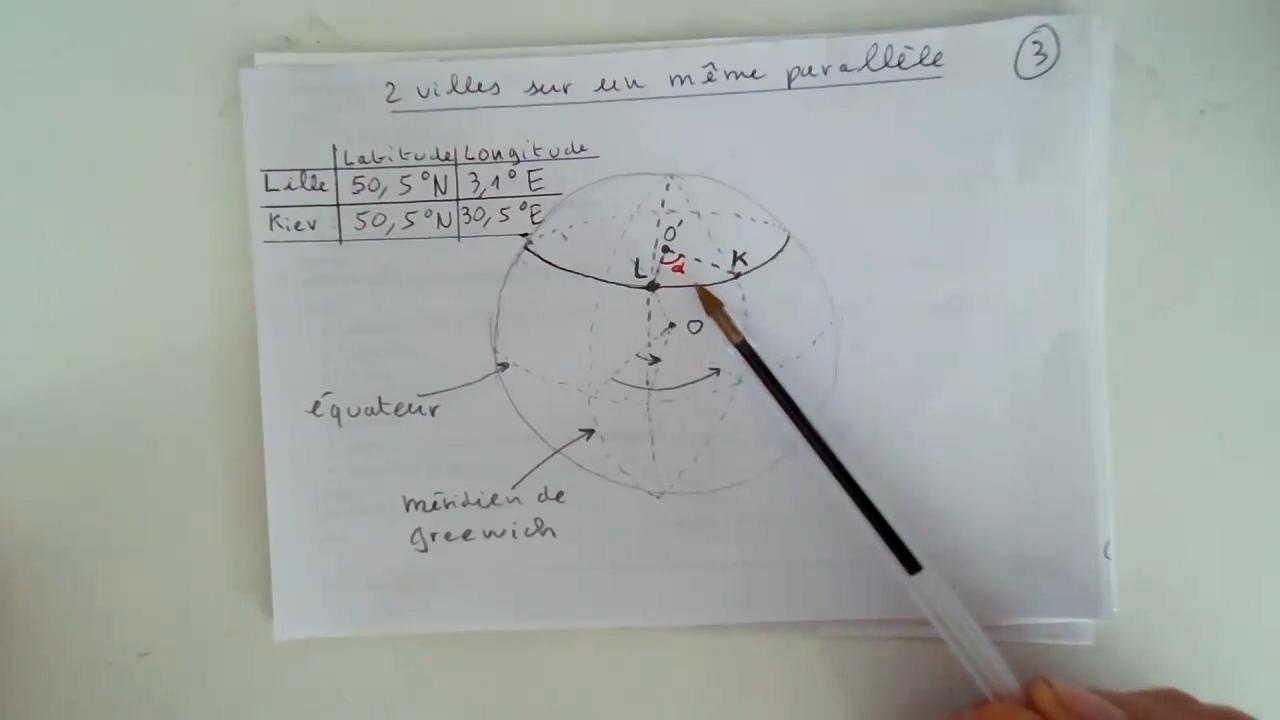 2 villes sur un même parallèle
3
Latitude Longitude
Lille 50,5°N 3,1° E
Kiev 50,5°N 30,5°E
O'
α
L
K
O
équateur
méridien de
greewich